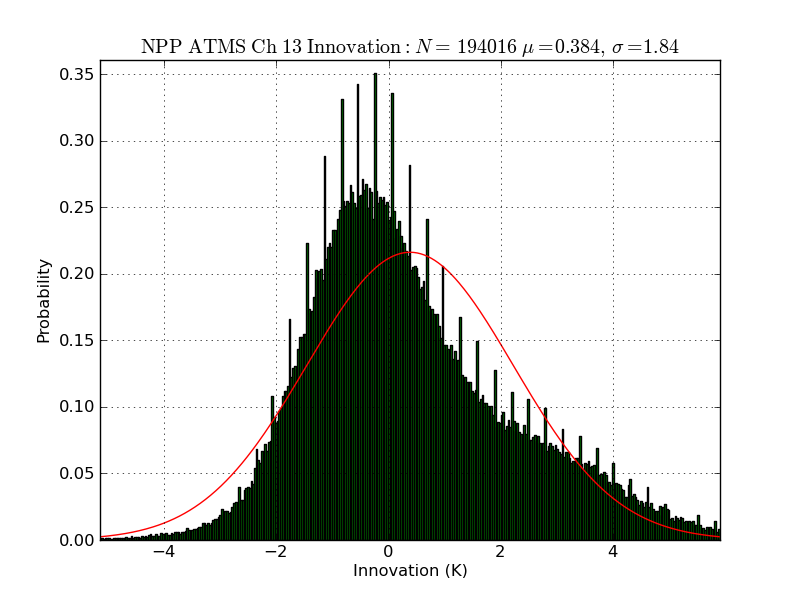 NPP ATMS Ch 13 Innovation: N = 194016 μ=0.384, σ=1.84
0.35
0.30
0.25
0.20
0.15
0.10
0.05
0.00
Probability
−4 −2 0 2 4
Innovation (K)